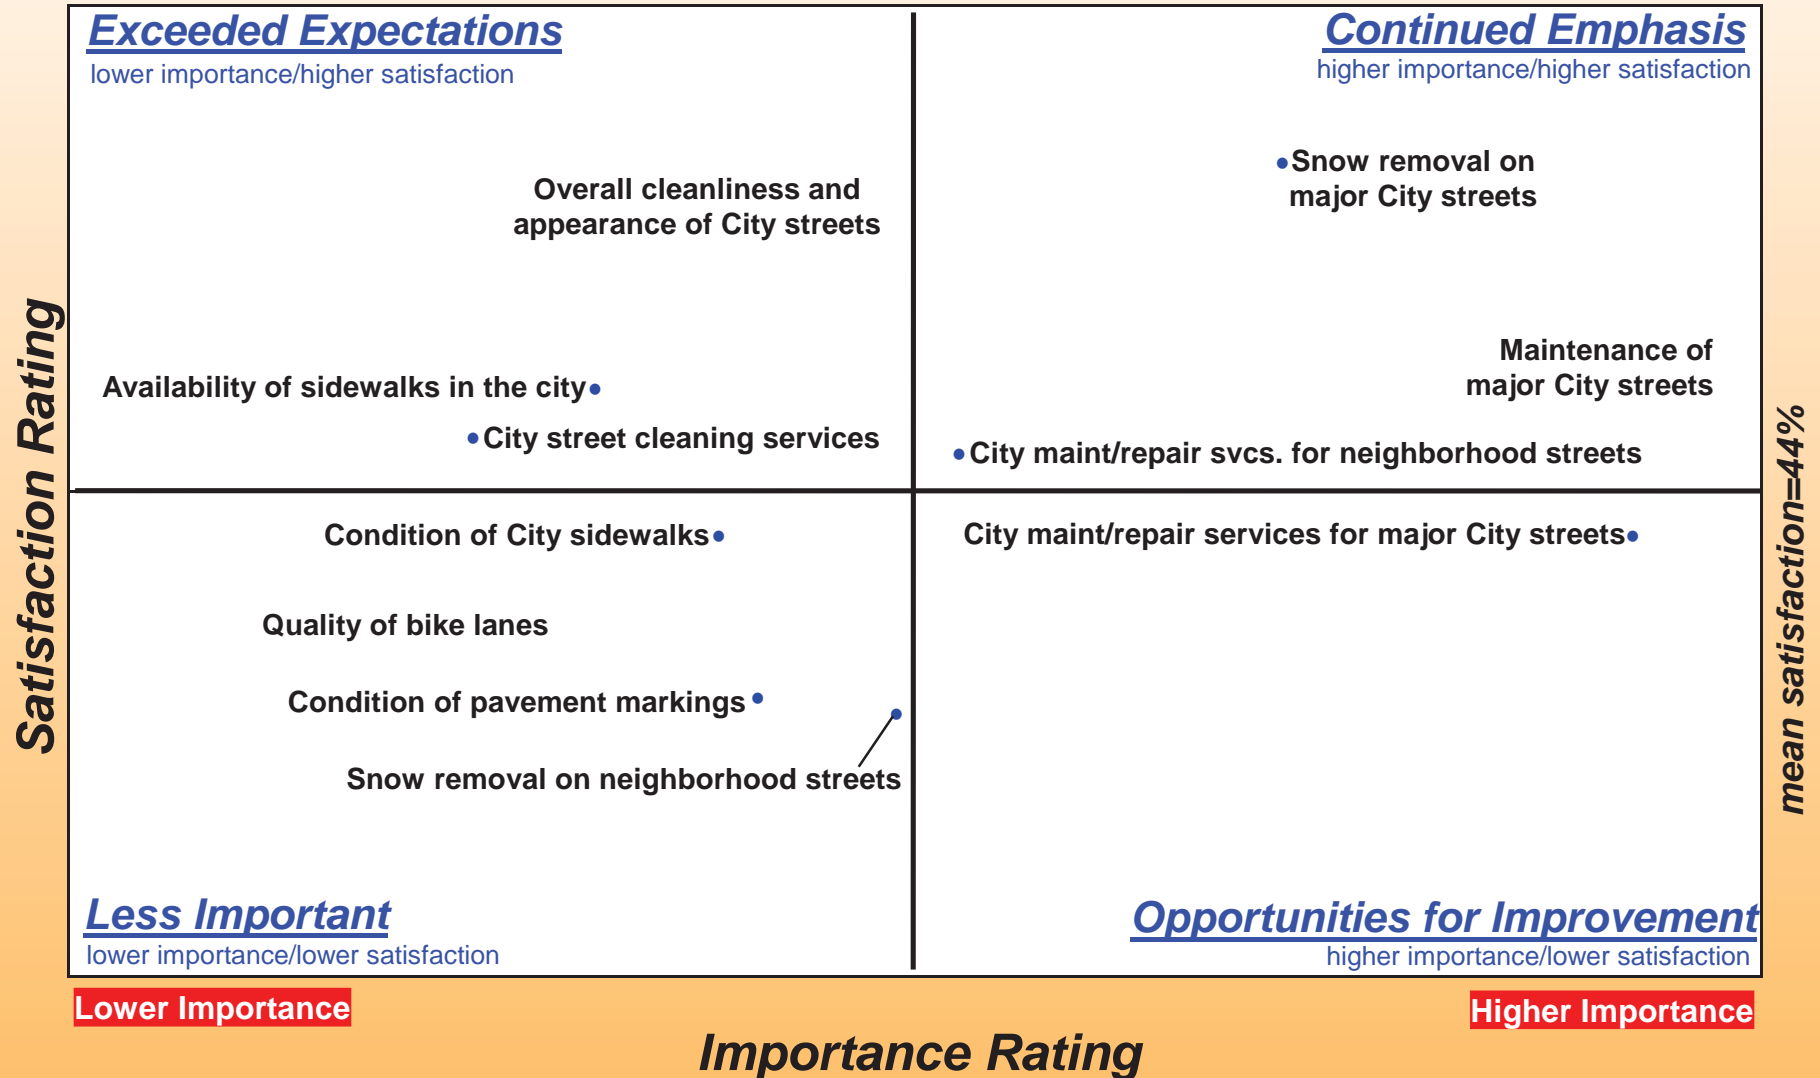 Exceeded Expectations
lower importance/higher satisfaction
Continued Emphasis
higher importance/higher satisfaction
Snow removal on
major City streets
Overall cleanliness and
appearance of City streets
Maintenance of
major City streets
Availability of sidewalks in the city
City street cleaning services
City maint/repair svcs. for neighborhood streets
Satisfaction Rating
mean satisfaction=44%
Condition of City sidewalks
City maint/repair services for major City streets
Quality of bike lanes
Condition of pavement markings
Snow removal on neighborhood streets
Less Important
lower importance/lower satisfaction
Opportunities for Improvement
higher importance/lower satisfaction
Lower Importance
Higher Importance
Importance Rating